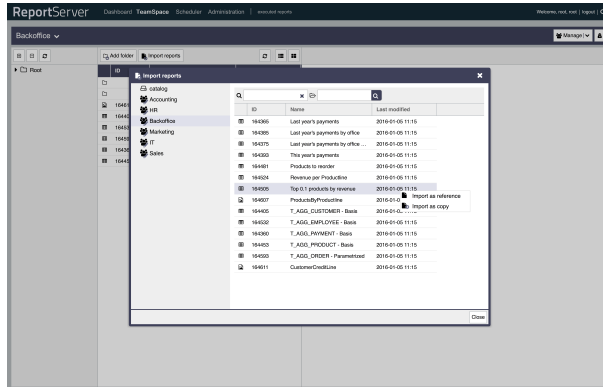 ReportServer Dashboard TeamSpace Scheduler Administration executed reports Welcome, root, root | logout |
Backoffice Manage
Add folder Import reports
Root
ID
Import reports
catalog
Accounting
HR
Backoffice
Marketing
IT
Sales
ID Name Last modified
164365 Last year's payments 2016-01-05 11:15
164385 Last year's payments by office 2016-01-05 11:15
164375 Last year's payments by office ... 2016-01-05 11:15
164393 This year's payments 2016-01-05 11:15
164481 Products to reorder 2016-01-05 11:15
164524 Revenue per Productline 2016-01-05 11:15
164505 Top 0.1 products by revenue 2016-01-05 11:15
164607 ProductsByProductline 2016-01-0
Import as reference
Import as copy
164405 T_AGG_CUSTOMER - Basis
164532 T_AGG_EMPLOYEE - Basis 2016-01-05 11:15
164360 T_AGG_PAYMENT - Basis 2016-01-05 11:15
164453 T_AGG_PRODUCT - Basis 2016-01-05 11:15
164593 T_AGG_ORDER - Parametrized 2016-01-05 11:15
164611 CustomerCreditLine 2016-01-05 11:15
Close